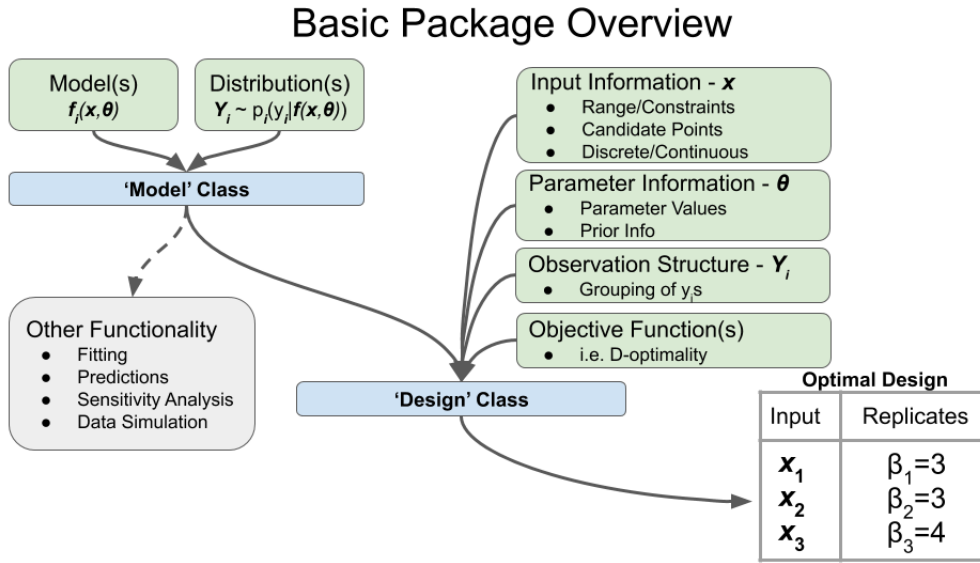 Basic Package Overview
Model(s)
fᵢ(x,θ)
Distribution(s)
Yᵢ ~ pᵢ(yᵢ|f(x,θ))
‘Model’ Class
Other Functionality
● Fitting
● Predictions
● Sensitivity Analysis
● Data Simulation
Input Information - x
● Range/Constraints
● Candidate Points
● Discrete/Continuous
Parameter Information - θ
● Parameter Values
● Prior Info
Observation Structure - Yᵢ
● Grouping of yᵢs
Objective Function(s)
● i.e. D-optimality
‘Design’ Class
Optimal Design
Input Replicates
x₁ β₁=3
x₂ β₂=3
x₃ β₃=4